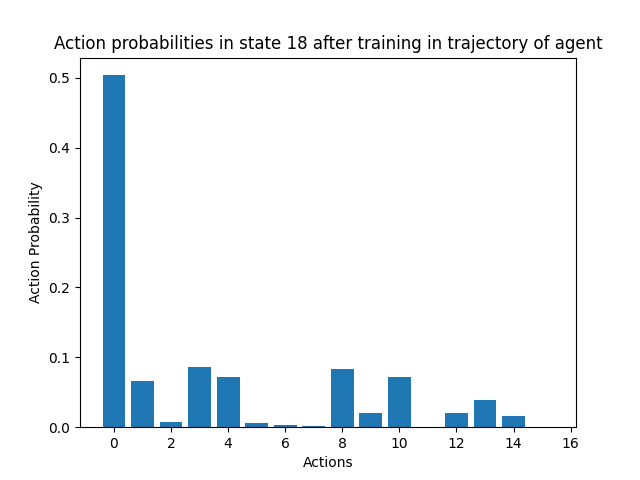 Action probabilities in state 18 after training in trajectory of agent
0.5
0.4
0.3
0.2
0.1
0.0
Action Probability
0 2 4 6 8 10 12 14 16
Actions